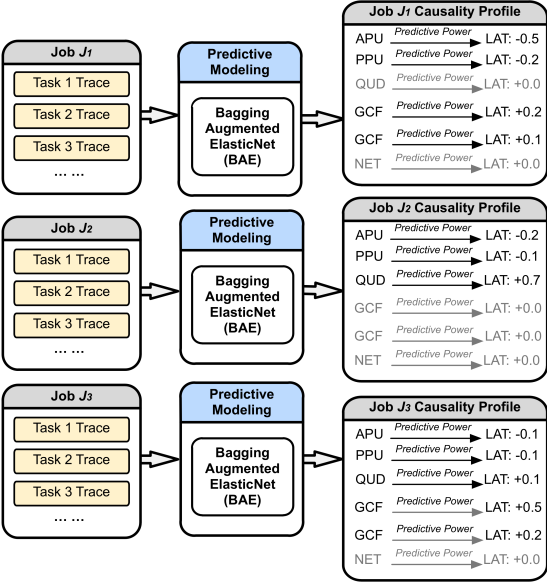 Job J1
Task 1 Trace
Task 2 Trace
Task 3 Trace
... ...
Predictive Modeling
Bagging
Augmented
ElasticNet
(BAE)
Job J1 Causality Profile
APU Predictive Power LAT: -0.5
PPU Predictive Power LAT: -0.2
QUD Predictive Power LAT: +0.0
GCF Predictive Power LAT: +0.2
GCF Predictive Power LAT: +0.1
NET Predictive Power LAT: +0.0
Job J2
Task 1 Trace
Task 2 Trace
Task 3 Trace
... ...
Predictive
Modeling
Bagging
Augmented
ElasticNet
(BAE)
Job J2 Causality Profile
APU Predictive Power LAT: -0.2
PPU Predictive Power LAT: -0.1
QUD Predictive Power LAT: +0.7
GCF Predictive Power LAT: +0.0
GCF Predictive Power LAT: +0.0
NET Predictive Power LAT: +0.0
Job J3
Task 1 Trace
Task 2 Trace
Task 3 Trace
... ...
Predictive
Modeling
Bagging
Augmented
ElasticNet
(BAE)
Job J3 Causality Profile
APU Predictive Power LAT: -0.1
PPU Predictive Power LAT: -0.1
QUD Predictive Power LAT: +0.1
GCF Predictive Power LAT: +0.5
GCF Predictive Power LAT: +0.2
NET Predictive Power LAT: +0.0